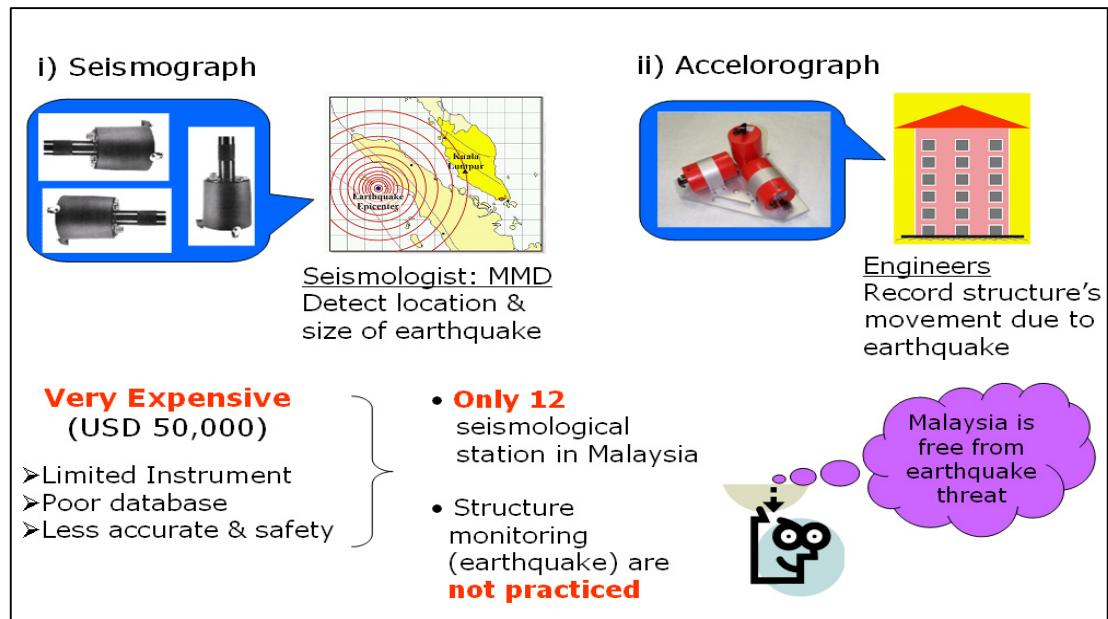 i) Seismograph
Kuala
Lumpur
Earthquake
Epicenter
Seismologist: MMD
Detect location &
size of earthquake
ii) Accelorograph
Engineers
Record structure's
movement due to
earthquake
Very Expensive
(USD 50,000)
➢Limited Instrument
➢Poor database
➢Less accurate & safety
• Only 12
seismological
station in Malaysia
• Structure
monitoring
(earthquake) are
not practiced
Malaysia is
free from
earthquake
threat